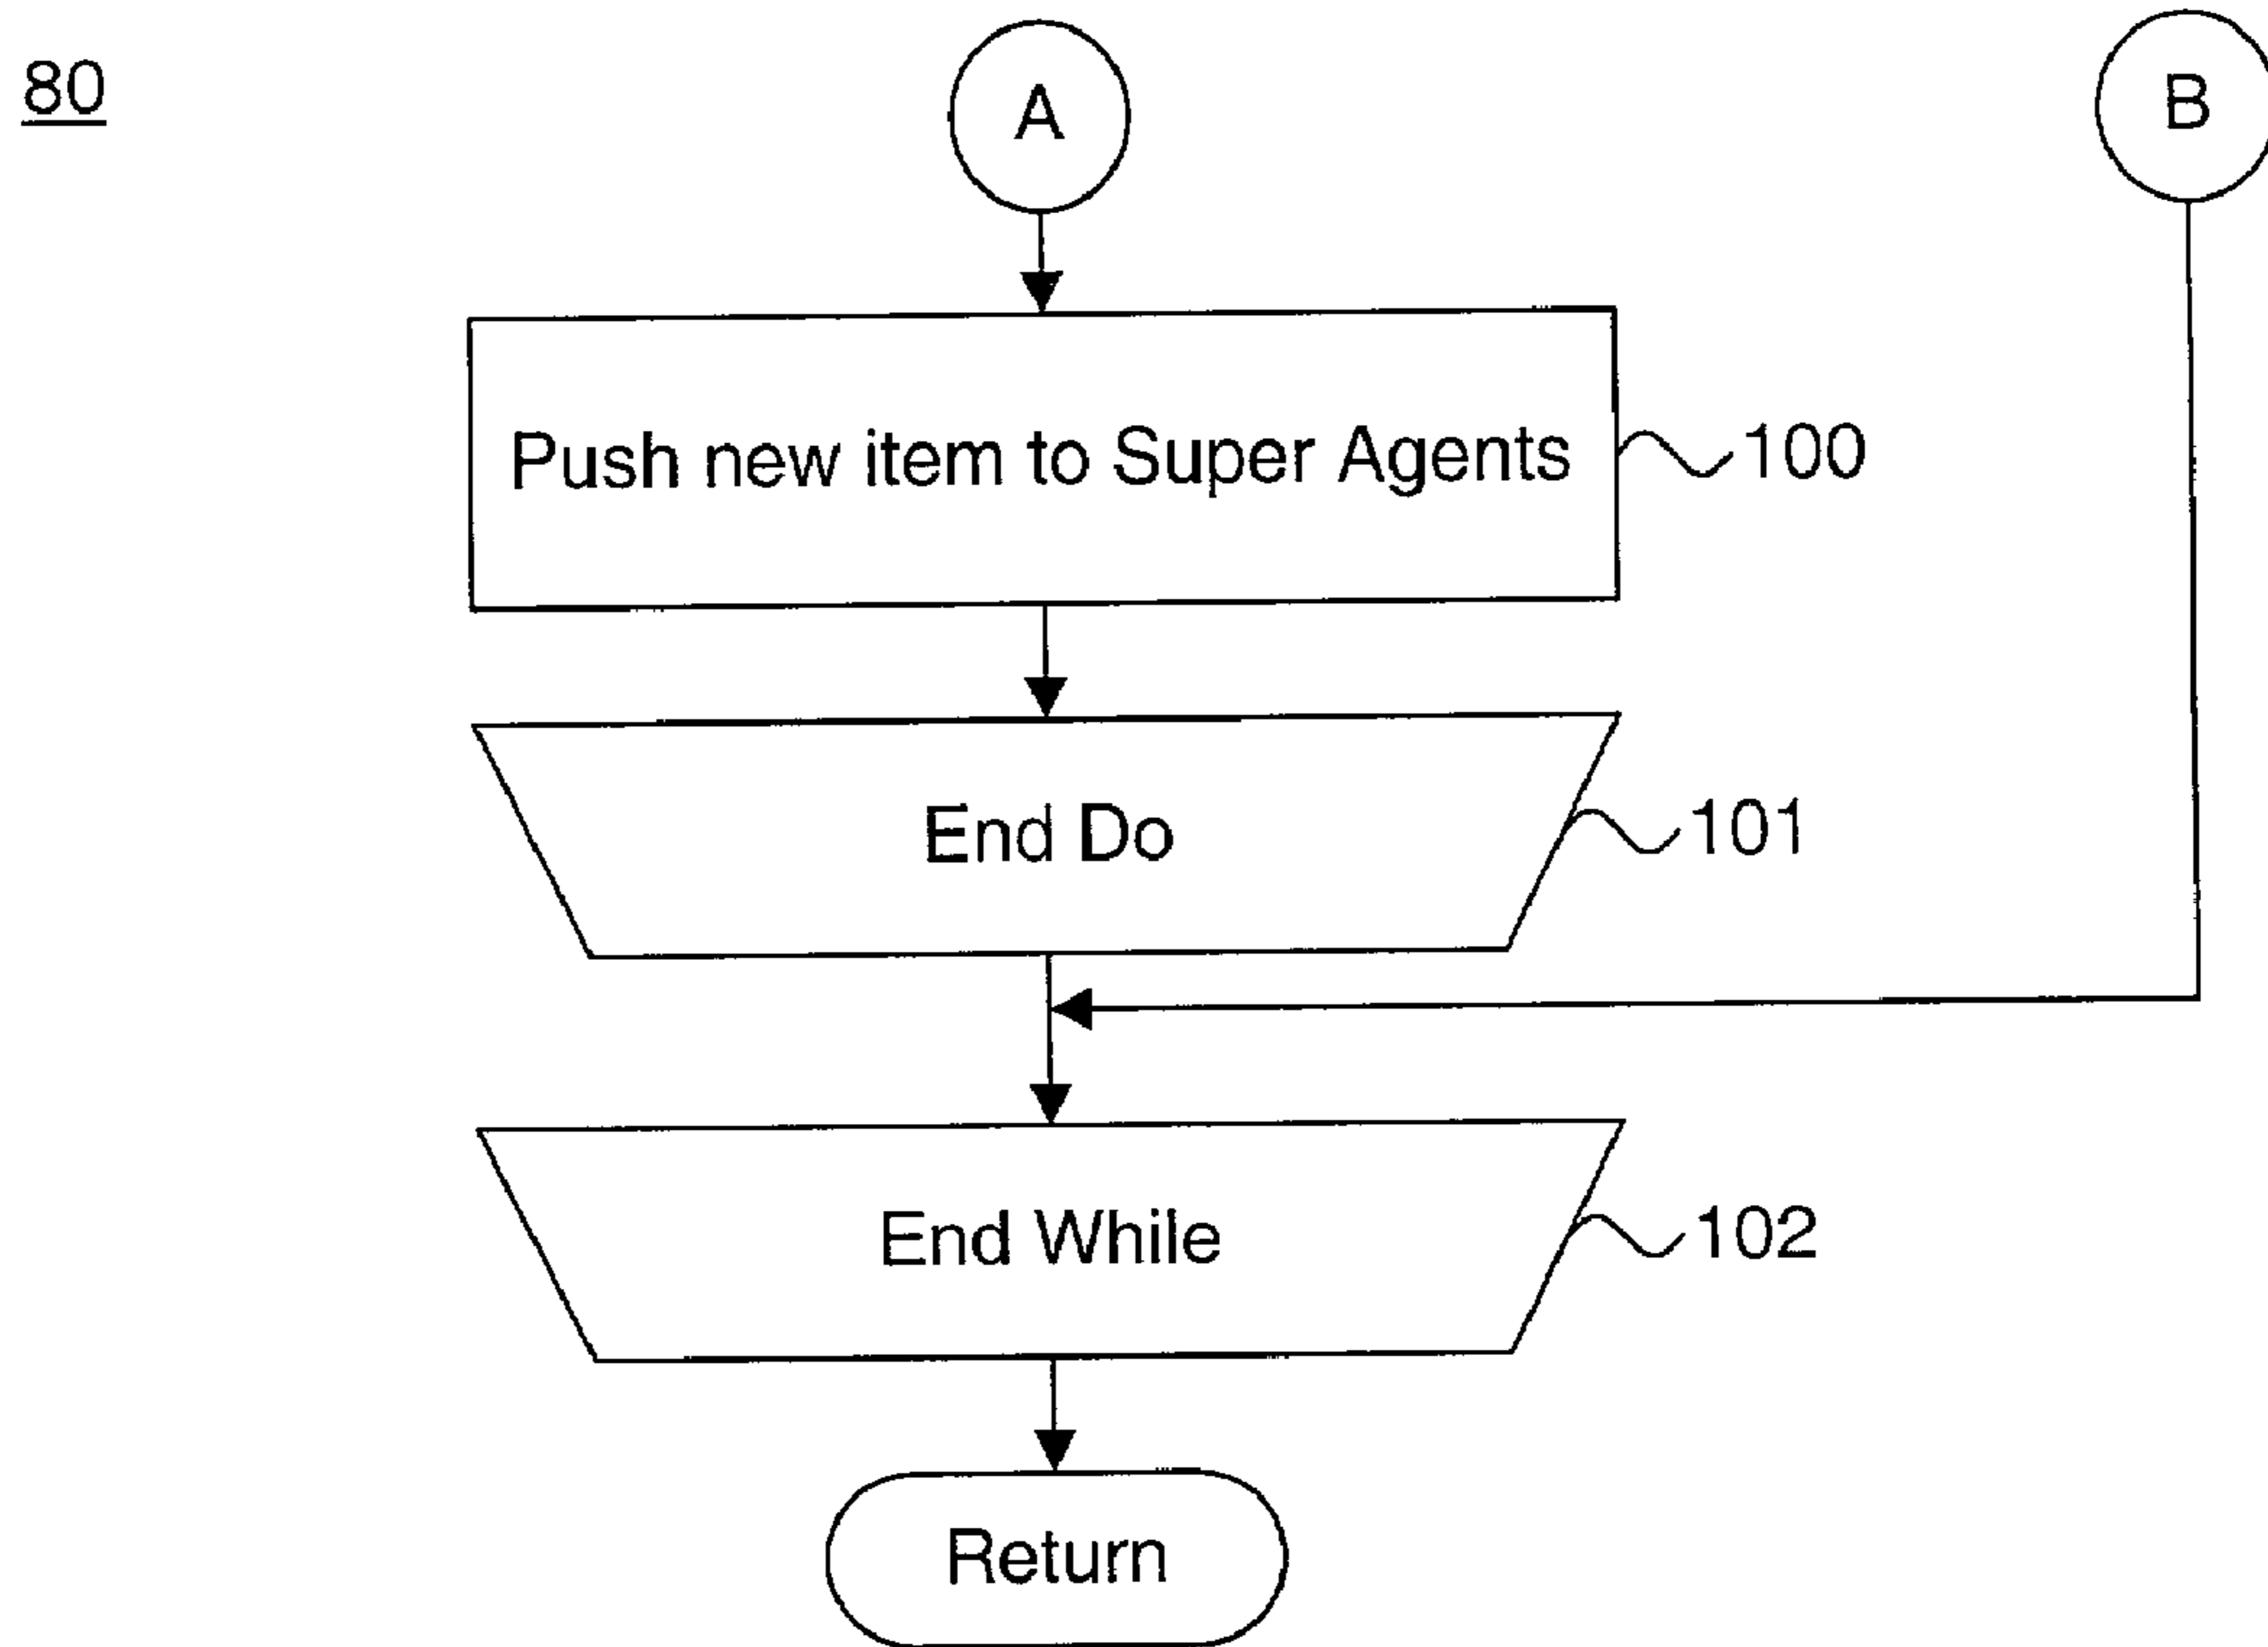 80
A
B
Push new item to Super Agents
100
End Do
101
End While
102
Return